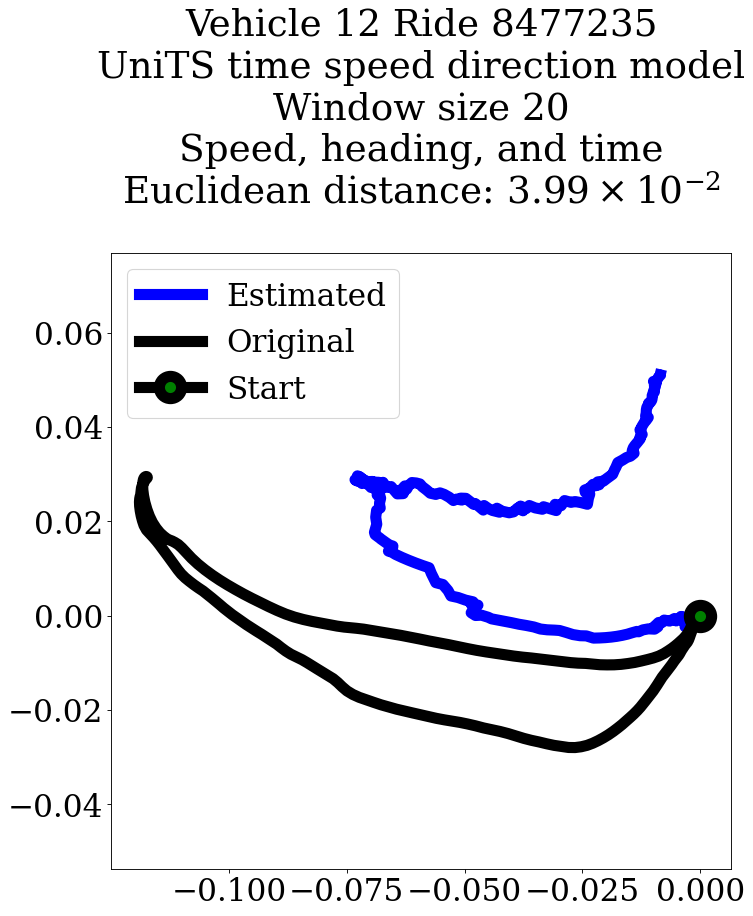 Vehicle 12 Ride 8477235
UniTS time speed direction model
Window size 20
Speed, heading, and time
Euclidean distance: 3.99 × 10⁻²
Estimated
Original
Start
0.06
0.04
0.02
0.00
−0.02
−0.04
−0.100 −0.075 −0.050 −0.025 0.000